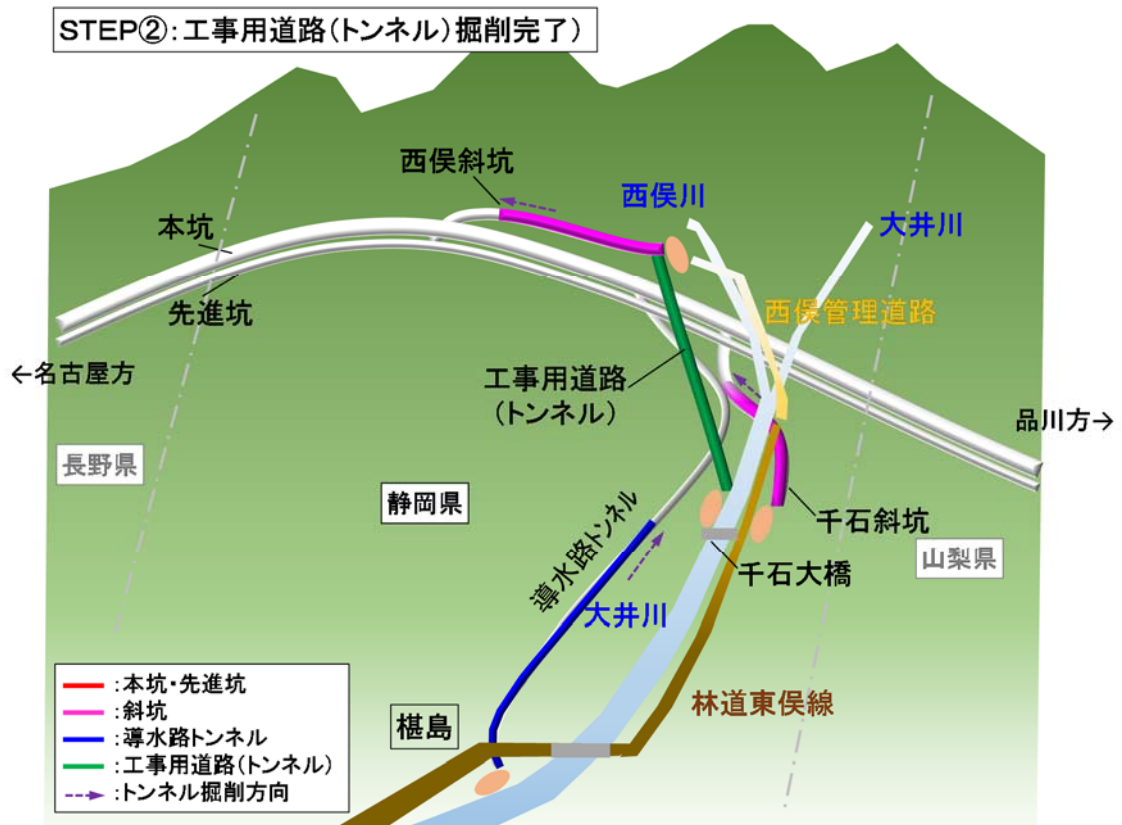 STEP②:工事用道路(トンネル)掘削完了)
西俣斜坑
西俣川
大井川
本坑
先進坑
西俣管理道路
←名古屋方
工事用道路
(トンネル)
品川方→
長野県
静岡県
千石斜坑
山梨県
千石大橋
導水路トンネル
大井川
林道東俣線
椹島
:本坑・先進坑
:斜坑
:導水路トンネル
:工事用道路(トンネル)
:トンネル掘削方向